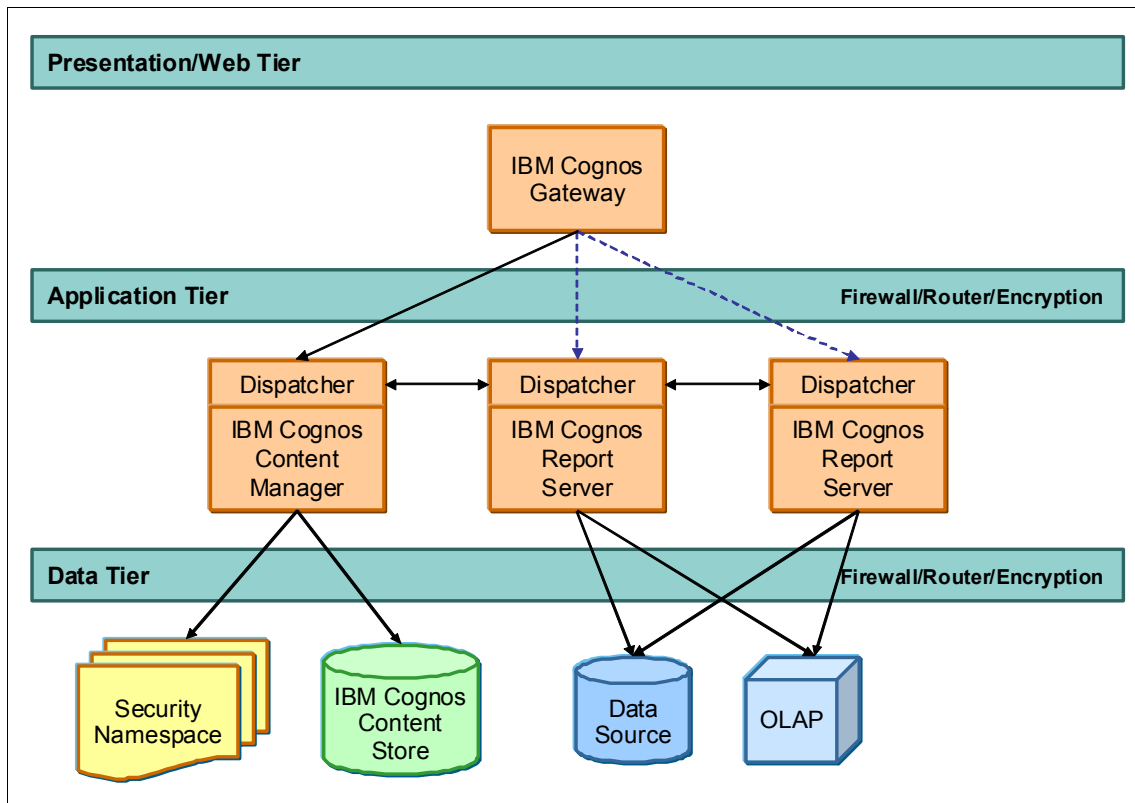 Presentation/Web Tier
IBM Cognos
Gateway
Application Tier
Firewall/Router/Encryption
Dispatcher
IBM Cognos
Content
Manager
Dispatcher
IBM Cognos
Report
Server
Dispatcher
IBM Cognos
Report
Server
Data Tier
Firewall/Router/Encryption
Security
Namespace
IBM Cognos
Content
Store
Data
Source
OLAP